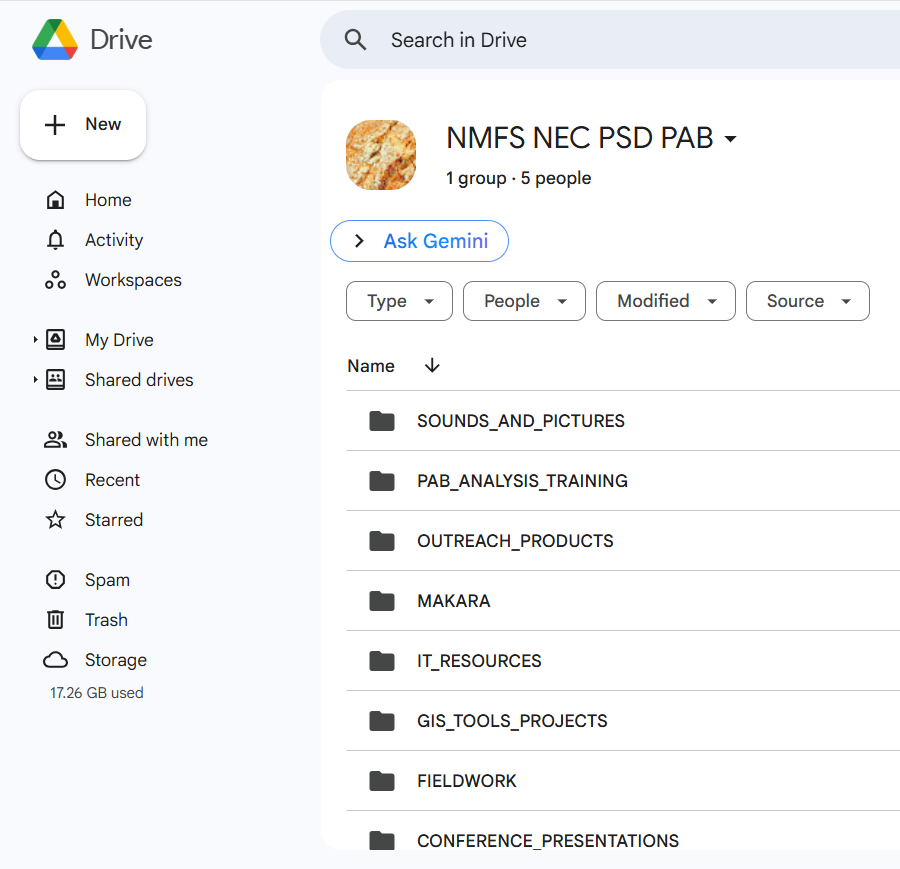 Drive
Search in Drive
New
Home
Activity
Workspaces
My Drive
Shared drives
Shared with me
Recent
Starred
Spam
Trash
Storage
17.26 GB used
NMFS NEC PSD PAB
1 group · 5 people
Ask Gemini
Type People Modified Source
Name
SOUNDS_AND_PICTURES
PAB_ANALYSIS_TRAINING
OUTREACH_PRODUCTS
MAKARA
IT_RESOURCES
GIS_TOOLS_PROJECTS
FIELDWORK
CONFERENCE_PRESENTATIONS